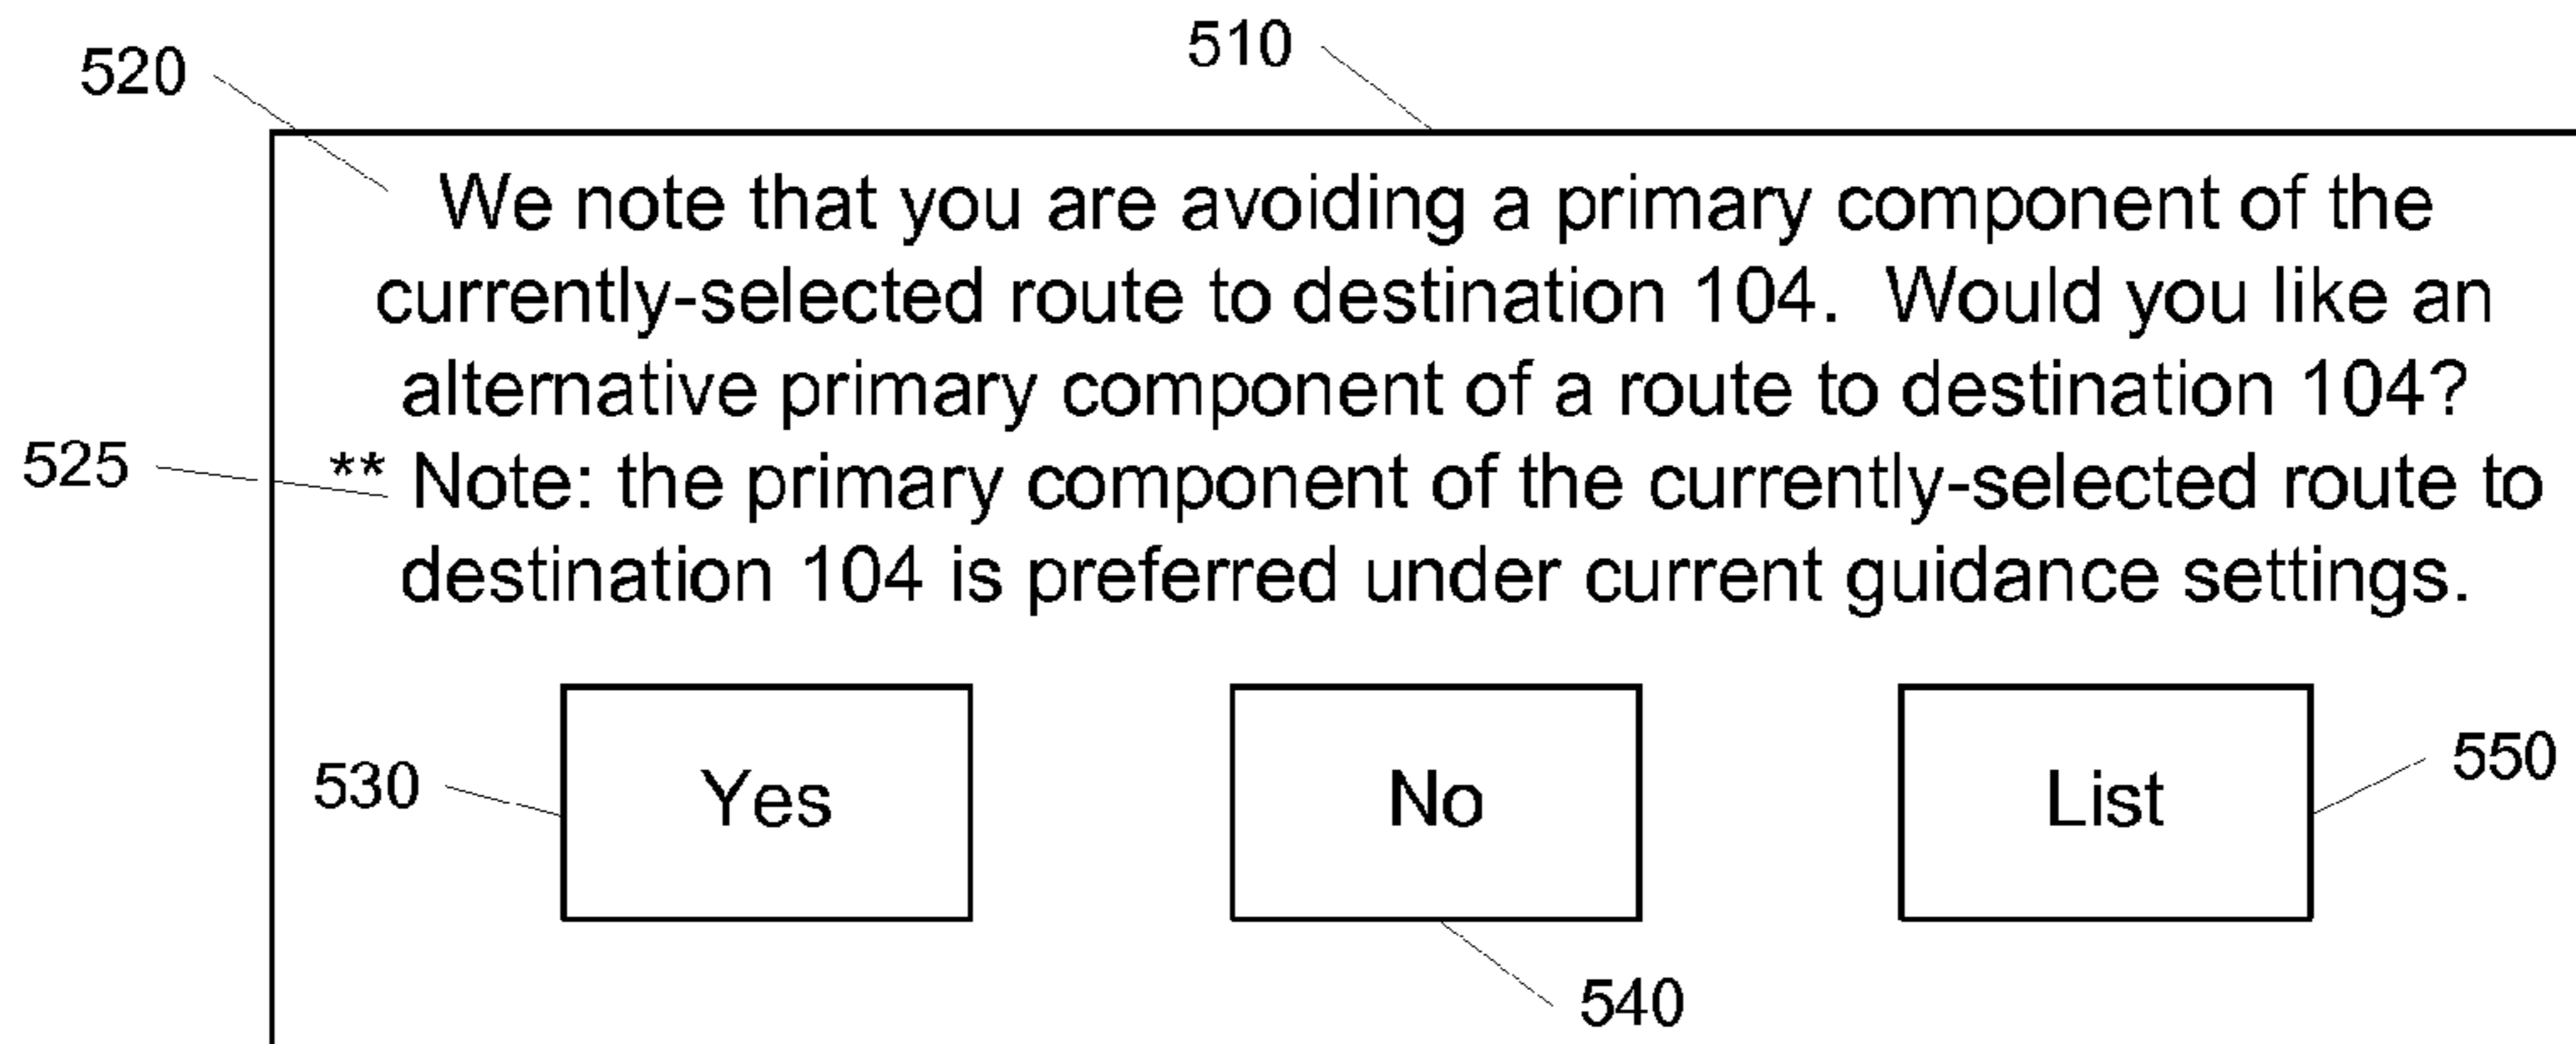 510
520
We note that you are avoiding a primary component of the
currently-selected route to destination 104.  Would you like an
alternative primary component of a route to destination 104?
525
** Note: the primary component of the currently-selected route to
destination 104 is preferred under current guidance settings.
530
Yes
No
List
550
540